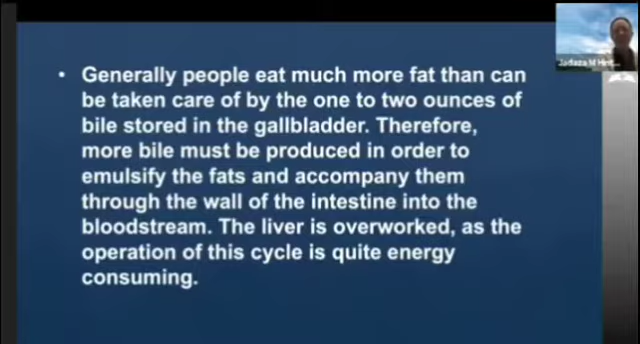 Jadaza M Hint...
• Generally people eat much more fat than can
be taken care of by the one to two ounces of
bile stored in the gallbladder. Therefore,
more bile must be produced in order to
emulsify the fats and accompany them
through the wall of the intestine into the
bloodstream. The liver is overworked, as the
operation of this cycle is quite energy
consuming.